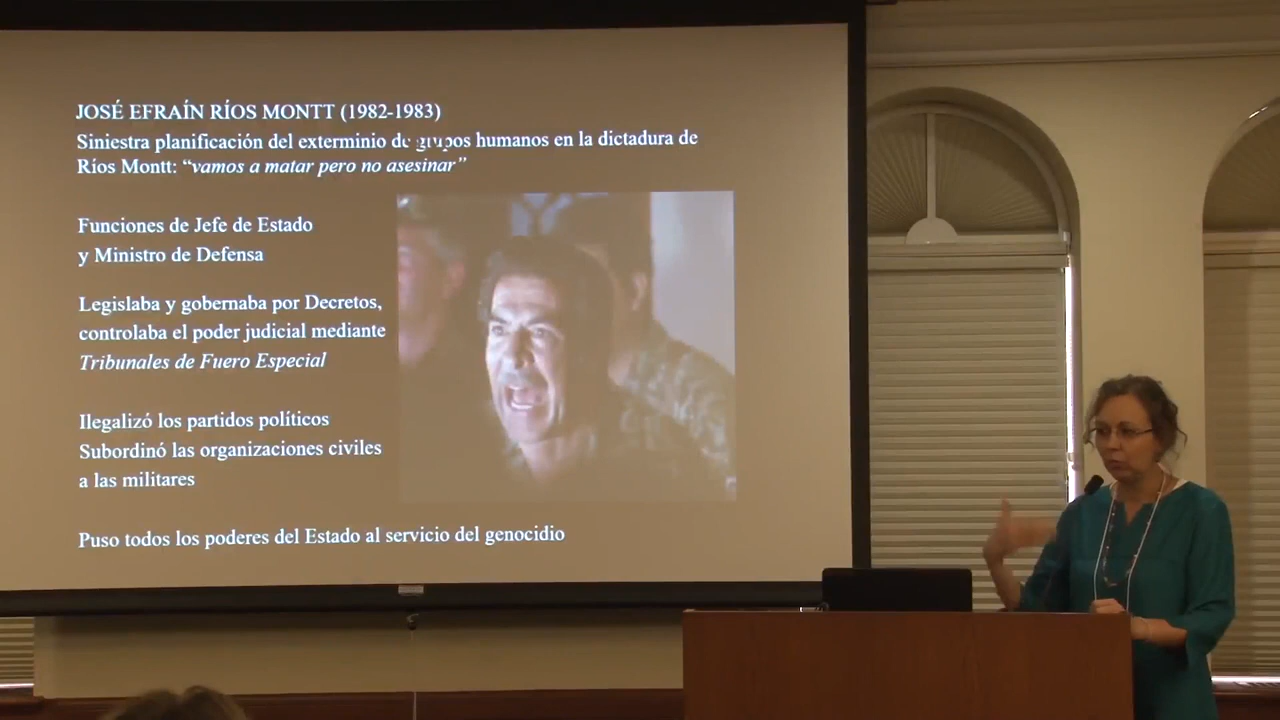 JOSÉ EFRAÍN RÍOS MONTT (1982-1983)
Siniestra planificación del exterminio de grupos humanos en la dictadura de
Ríos Montt: “vamos a matar pero no asesinar”
Funciones de Jefe de Estado
y Ministro de Defensa
Legislaba y gobernaba por Decretos,
controlaba el poder judicial mediante
Tribunales de Fuero Especial
Ilegalizó los partidos políticos
Subordinó las organizaciones civiles
a las militares
Puso todos los poderes del Estado al servicio del genocidio